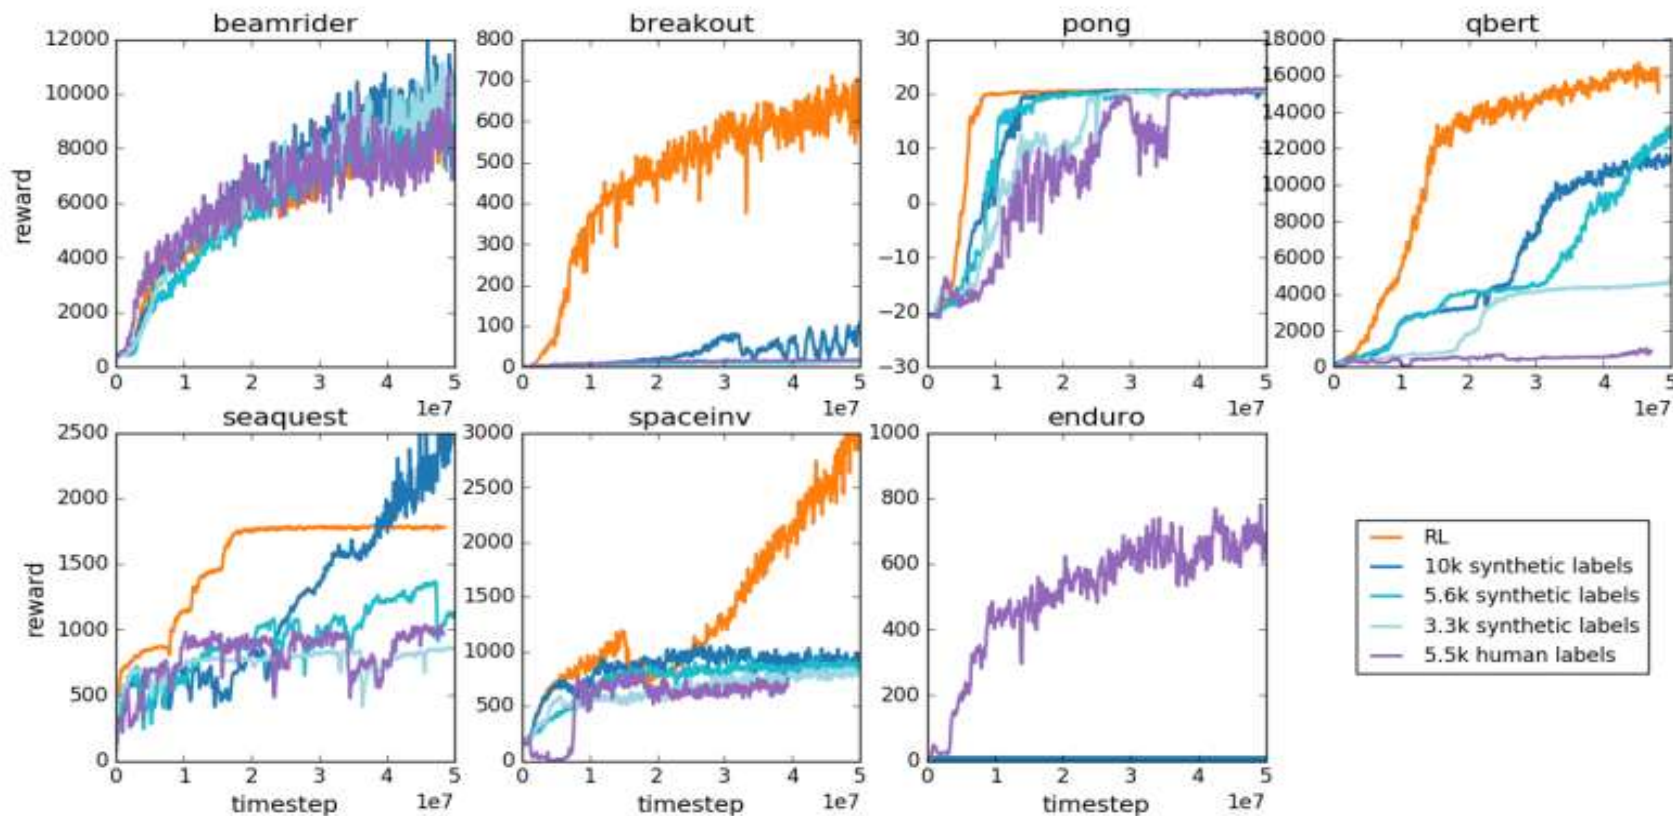 beamrider
12000
10000
8000
6000
4000
2000
0
reward
0 1 2 3 4 5
1e7
breakout
800
700
600
500
400
300
200
100
0
0 1 2 3 4 5
1e7
pong
30
20
10
0
−10
−20
−30
0 1 2 3 4 5
1e7
qbert
18000
16000
14000
12000
10000
8000
6000
4000
2000
0
0 1 2 3 4 5
1e7
seaquest
2500
2000
1500
1000
500
0
reward
0 1 2 3 4 5
timestep 1e7
spaceinv
3000
2500
2000
1500
1000
500
0
0 1 2 3 4 5
timestep 1e7
enduro
1000
800
600
400
200
0
0 1 2 3 4 5
timestep 1e7
RL
10k synthetic labels
5.6k synthetic labels
3.3k synthetic labels
5.5k human labels